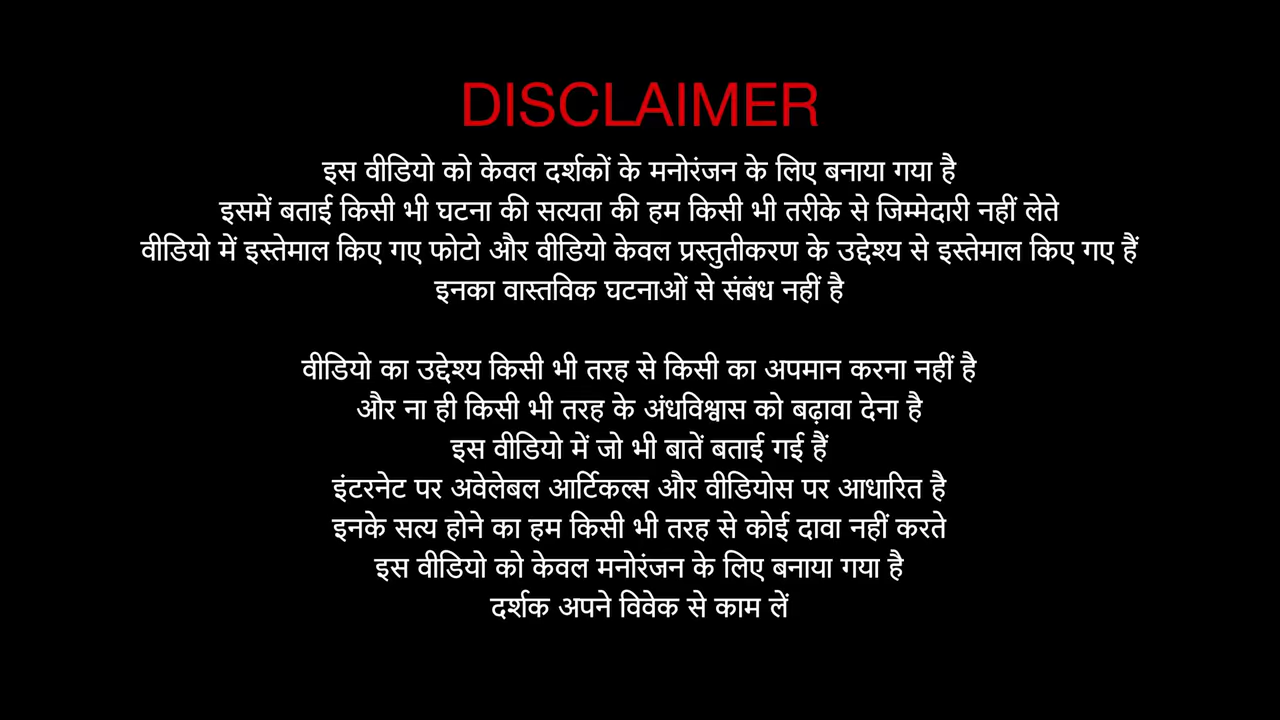 DISCLAIMER
इस वीडियो को केवल दर्शकों के मनोरंजन के लिए बनाया गया है
इसमें बताई किसी भी घटना की सत्यता की हम किसी भी तरीके से जिम्मेदारी नहीं लेते
वीडियो में इस्तेमाल किए गए फोटो और वीडियो केवल प्रस्तुतीकरण के उद्देश्य से इस्तेमाल किए गए हैं
इनका वास्तविक घटनाओं से संबंध नहीं है
वीडियो का उद्देश्य किसी भी तरह से किसी का अपमान करना नहीं है
और ना ही किसी भी तरह के अंधविश्वास को बढ़ावा देना है
इस वीडियो में जो भी बातें बताई गई हैं
इंटरनेट पर अवेलेबल आर्टिकल्स और वीडियोस पर आधारित है
इनके सत्य होने का हम किसी भी तरह से कोई दावा नहीं करते
इस वीडियो को केवल मनोरंजन के लिए बनाया गया है
दर्शक अपने विवेक से काम लें